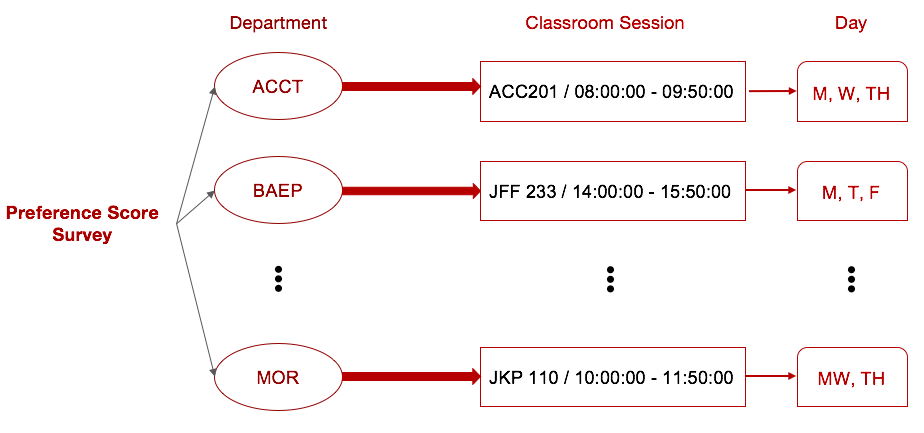 Department
Classroom Session
Day
ACCT
ACC201 / 08:00:00 - 09:50:00
M, W, TH
BAEP
JFF 233 / 14:00:00 - 15:50:00
M, T, F
Preference Score
Survey
MOR
JKP 110 / 10:00:00 - 11:50:00
MW, TH